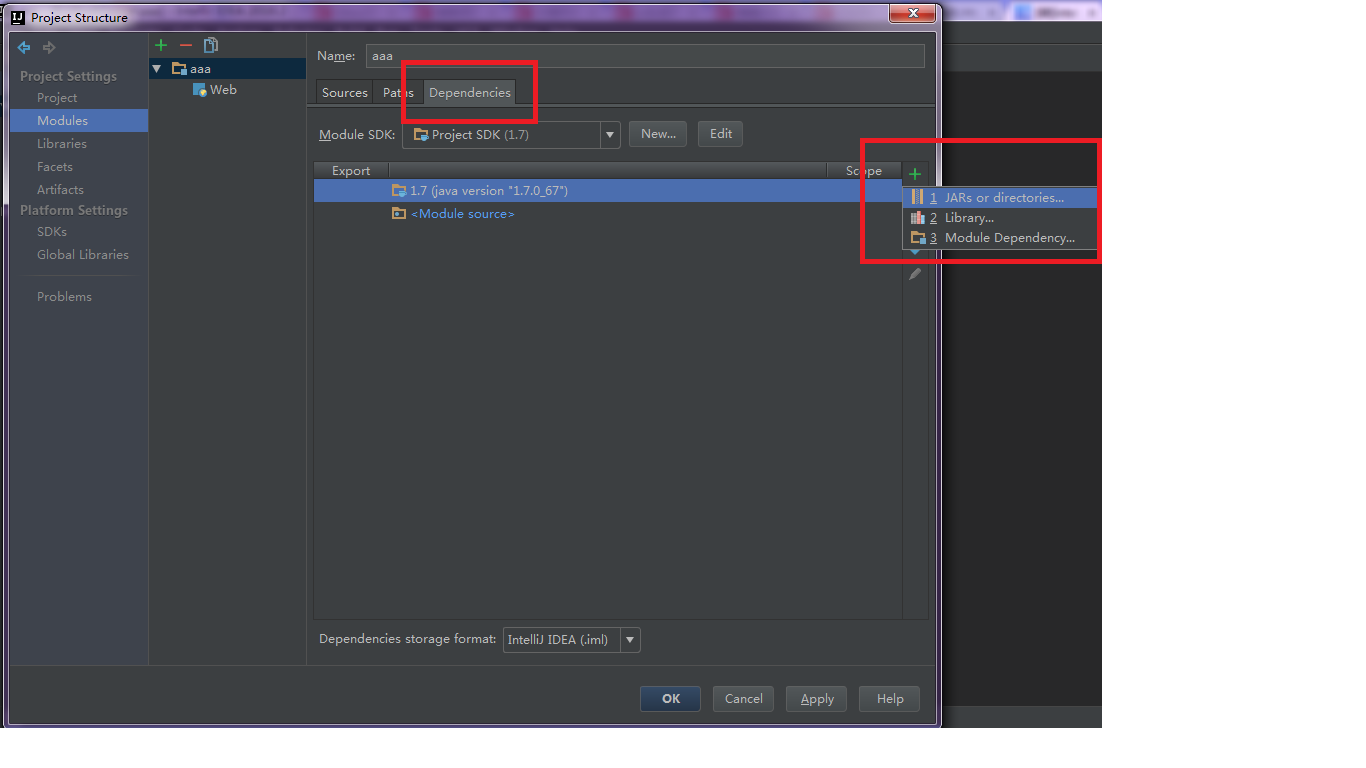 Project Structure
Project Settings
Project
Modules
Libraries
Facets
Artifacts
Platform Settings
SDKs
Global Libraries
Problems
aaa
Web
Name: aaa
Sources Paths Dependencies
Module SDK: Project SDK (1.7) New... Edit
Export Scope
1.7 (java version "1.7.0_67")
<Module source>
1 JARs or directories...
2 Library...
3 Module Dependency...
Dependencies storage format: IntelliJ IDEA (.iml)
OK Cancel Apply Help